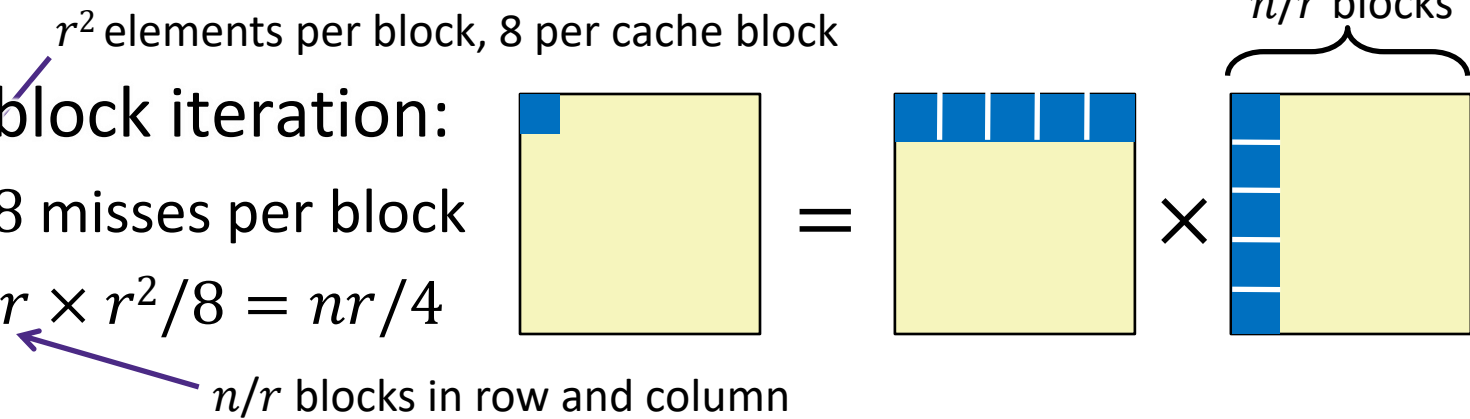 n/r blocks
r² elements per block, 8 per cache block
block iteration:
8 misses per block
r × r²/8 = nr/4
= ×
n/r blocks in row and column